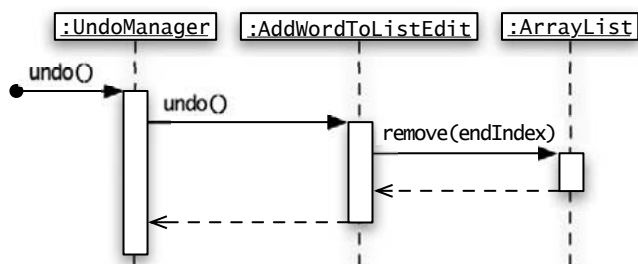 :UndoManager
:AddWordToListEdit
:ArrayList
undo()
undo()
remove(endIndex)